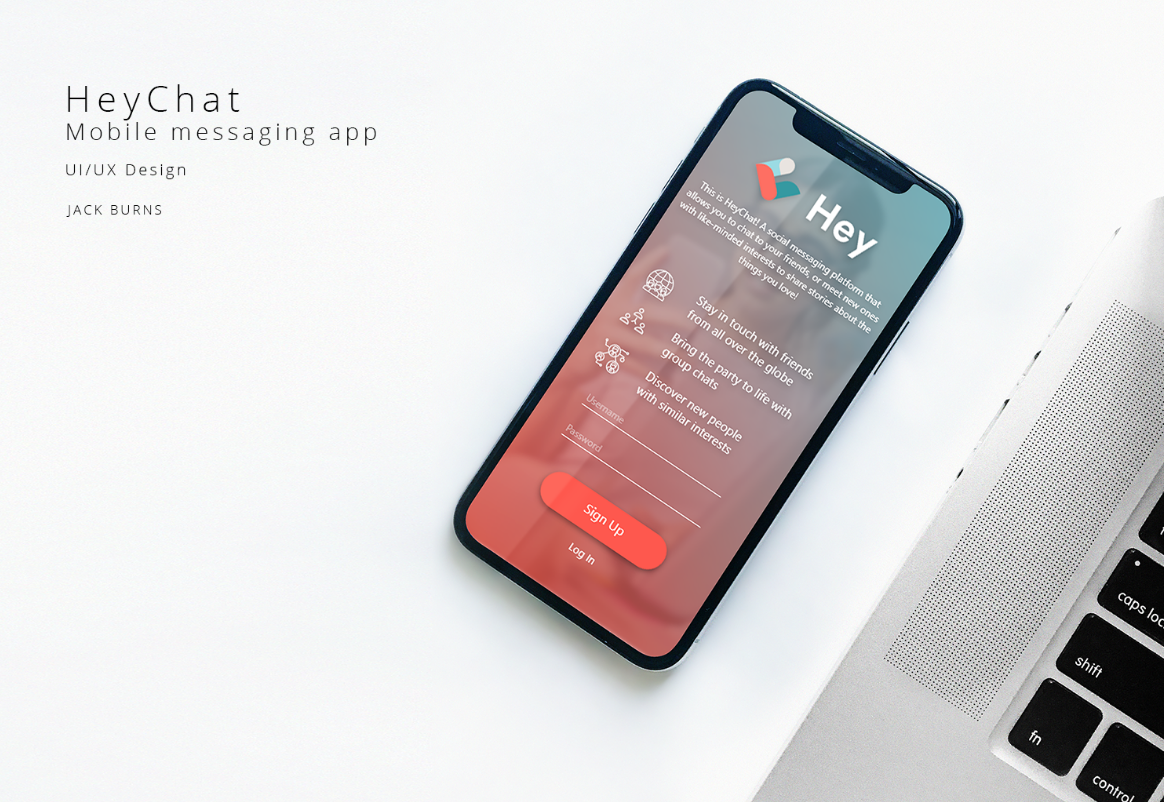 HeyChat
Mobile messaging app
UI/UX Design
JACK BURNS
Hey
This is HeyChat! A social messaging platform that
allows you to chat to your friends, or meet new ones
with like-minded interests to share stories about the
things you love!
Stay in touch with friends
from all over the globe
Bring the party to life with
group chats
Discover new people
with similar interests
Username
Password
Sign Up
Log In
caps loc
shift
fn
control